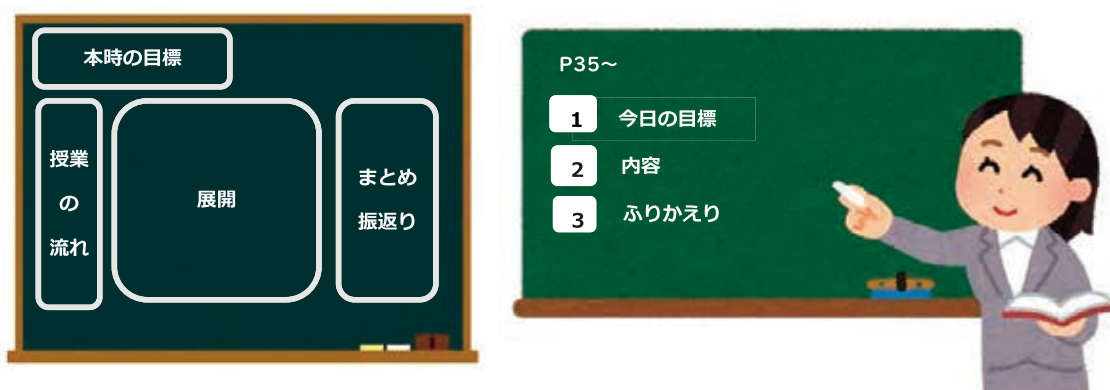 本時の目標
授業
の
流れ
展開
まとめ
振返り
P35～
1 今日の目標
2 内容
3 ふりかえり